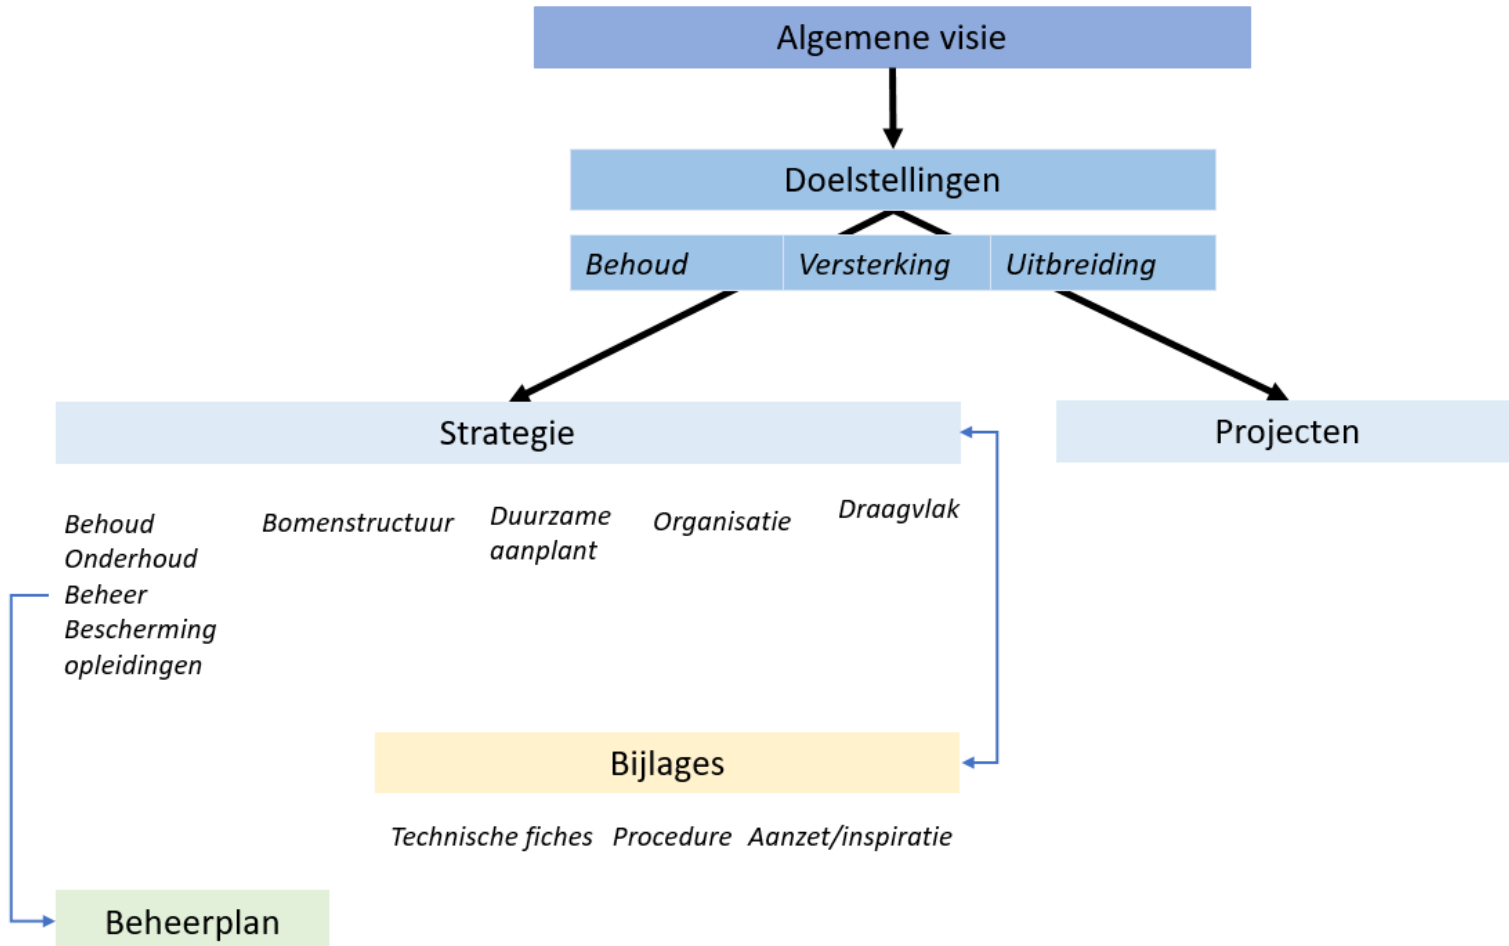 Algemene visie
Doelstellingen
Behoud Versterking Uitbreiding
Strategie
Projecten
Behoud
Onderhoud
Beheer
Bescherming
opleidingen
Bomenstructuur
Duurzame
aanplant
Organisatie
Draagvlak
Bijlages
Technische fiches Procedure Aanzet/inspiratie
Beheerplan